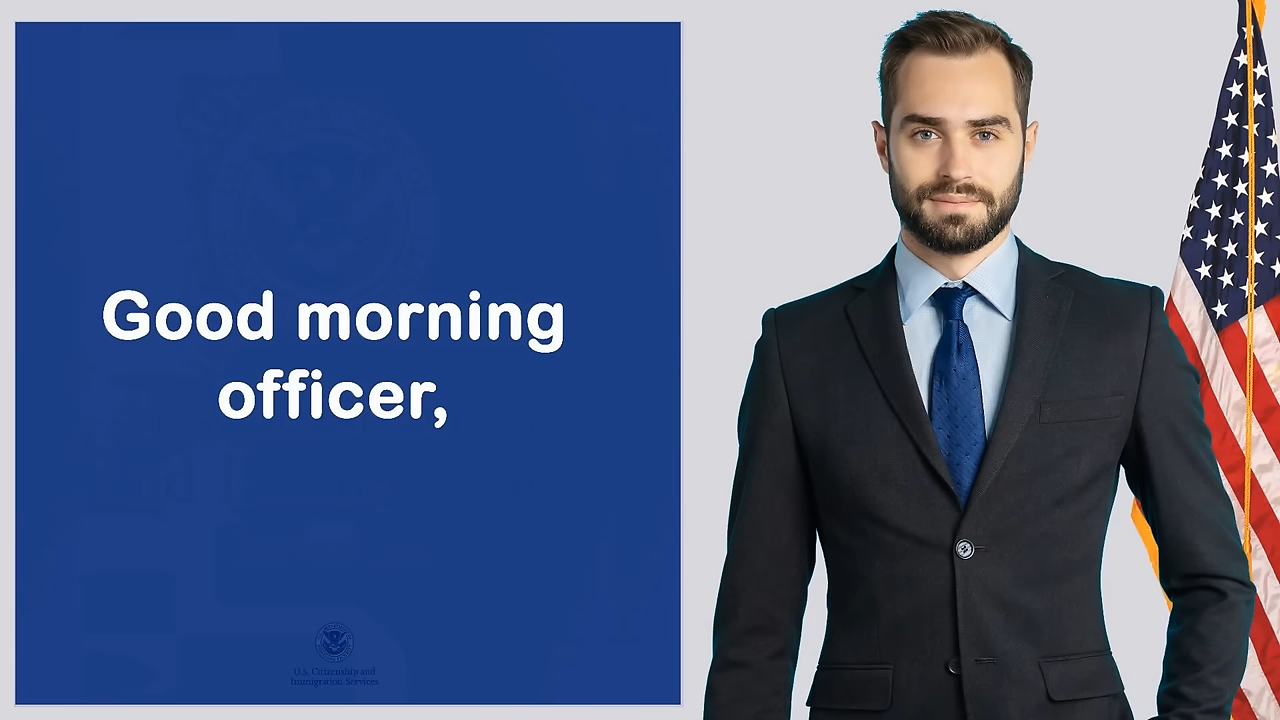 Good morning
officer,
U.S. Citizenship and
Immigration Services